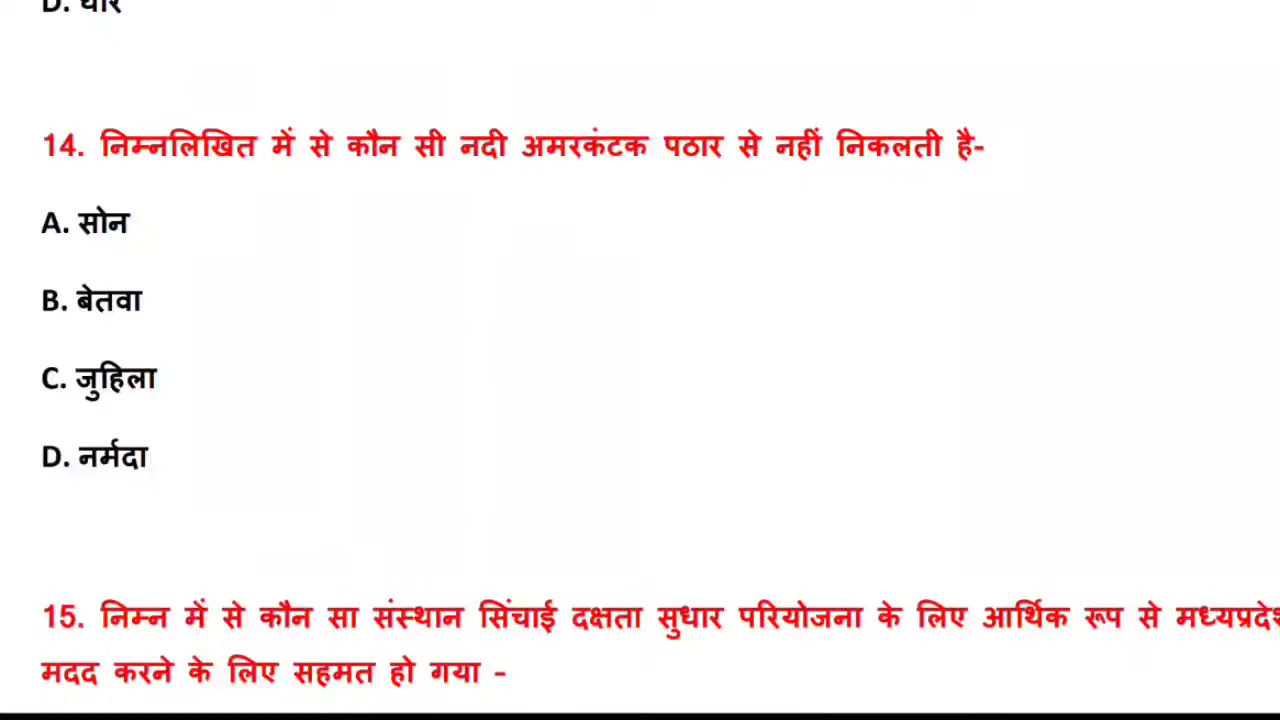 D. धार
14. निम्नलिखित में से कौन सी नदी अमरकंटक पठार से नहीं निकलती है-
A. सोन
B. बेतवा
C. जुहिला
D. नर्मदा
15. निम्न में से कौन सा संस्थान सिंचाई दक्षता सुधार परियोजना के लिए आर्थिक रूप से मध्यप्रदेश
मदद करने के लिए सहमत हो गया -